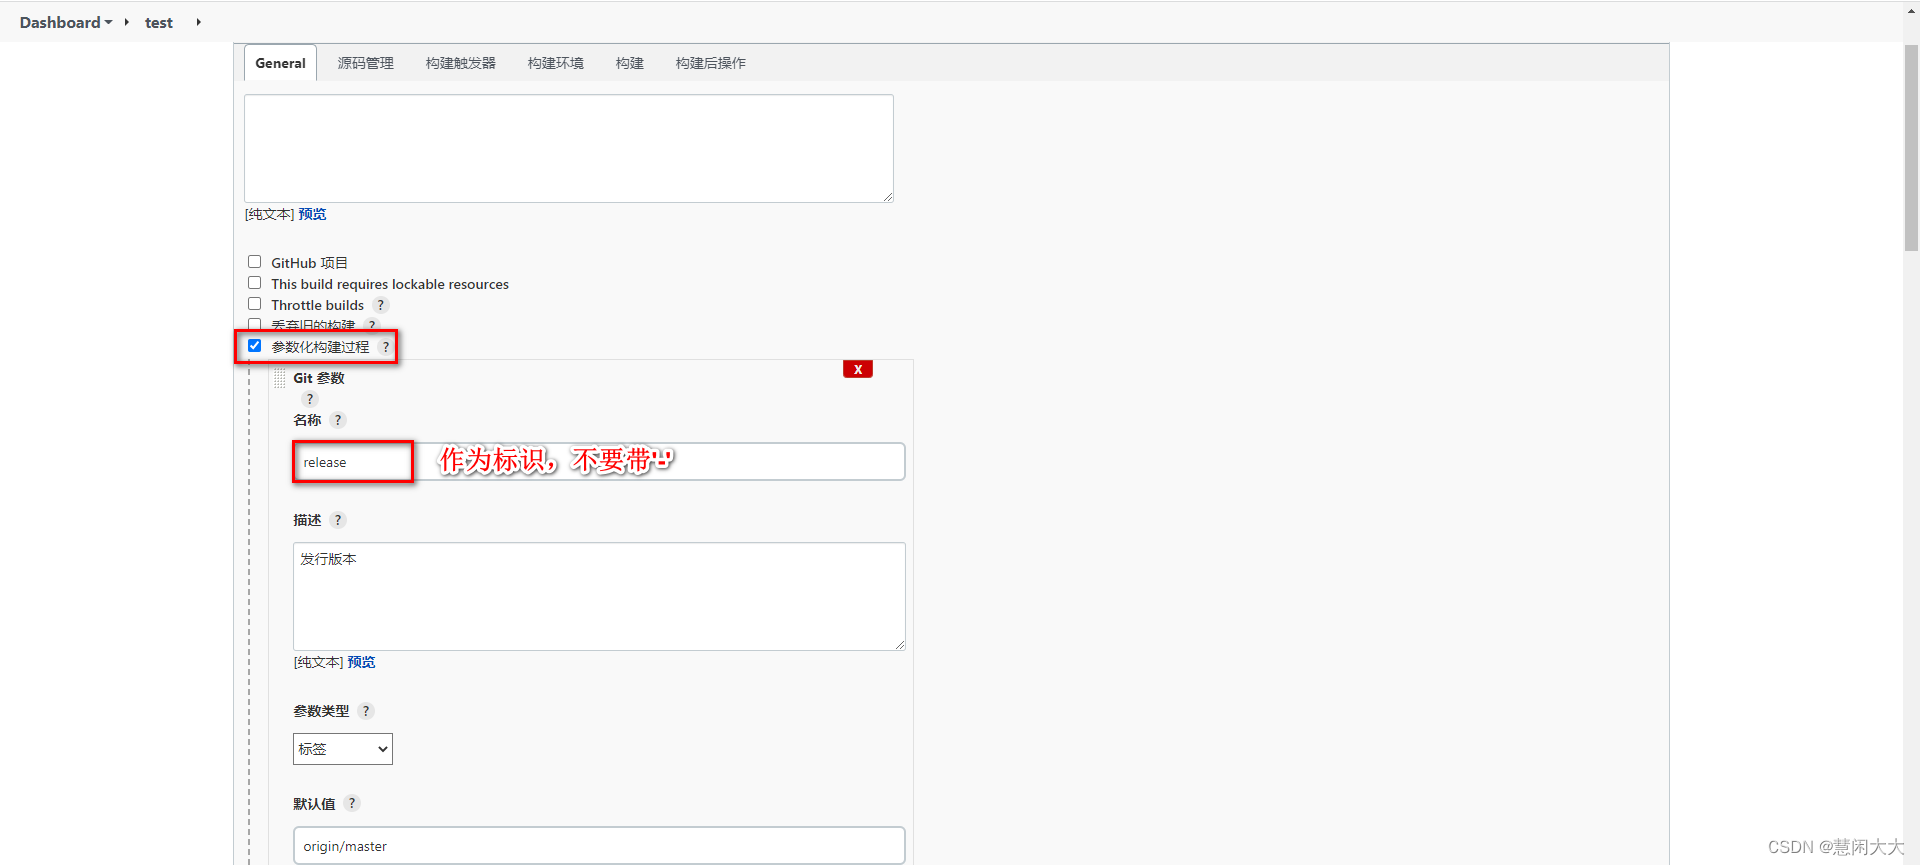 Dashboard test
General 源码管理 构建触发器 构建环境 构建 构建后操作
[纯文本] 预览
GitHub 项目
This build requires lockable resources
Throttle builds ?
丢弃旧的构建 ?
参数化构建过程 ?
X
Git 参数
?
名称 ?
release 作为标识，不要带'-'
描述 ?
发行版本
[纯文本] 预览
参数类型 ?
标签
默认值 ?
origin/master
CSDN @慧闲大大